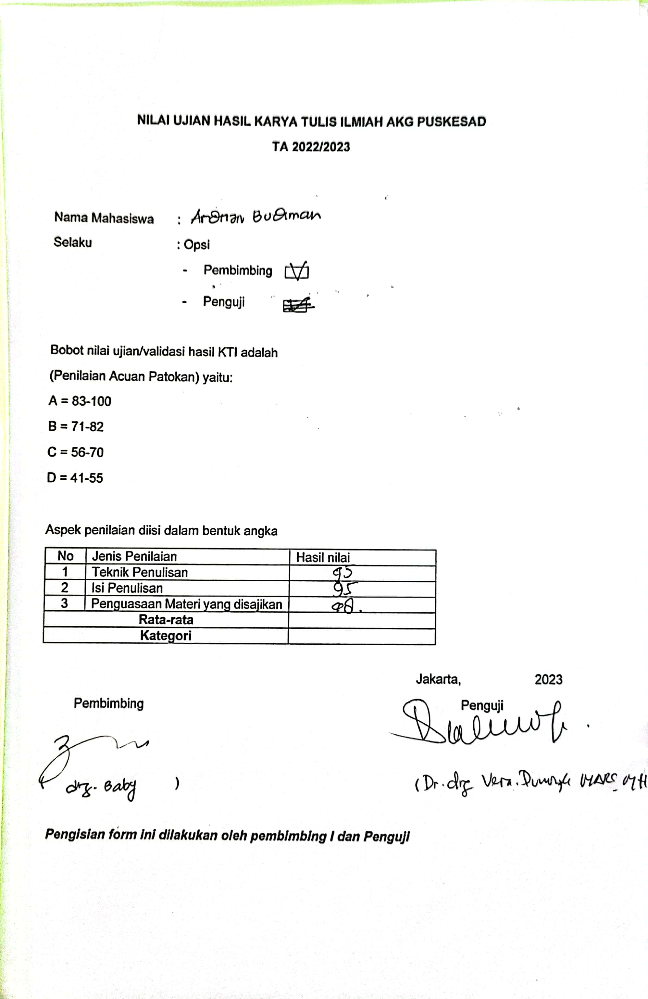 NILAI UJIAN HASIL KARYA TULIS ILMIAH AKG PUSKESAD
TA 2022/2023
Nama Mahasiswa : Budiman
Selaku : Opsi
- Pembimbing
- Penguji
Bobot nilai ujian/validasi hasil KTI adalah
(Penilaian Acuan Patokan) yaitu:
A = 83-100
B = 71-82
C = 56-70
D = 41-55
Aspek penilaian diisi dalam bentuk angka
No Jenis Penilaian Hasil nilai
1 Teknik Penulisan
2 Isi Penulisan 95
3 Penguasaan Materi yang disajikan
Rata-rata
Kategori
Jakarta, 2023
Pembimbing Penguji
( drg. Baby ) (Dr. drg Vera. MARS MH
Pengisian form ini dilakukan oleh pembimbing I dan Penguji